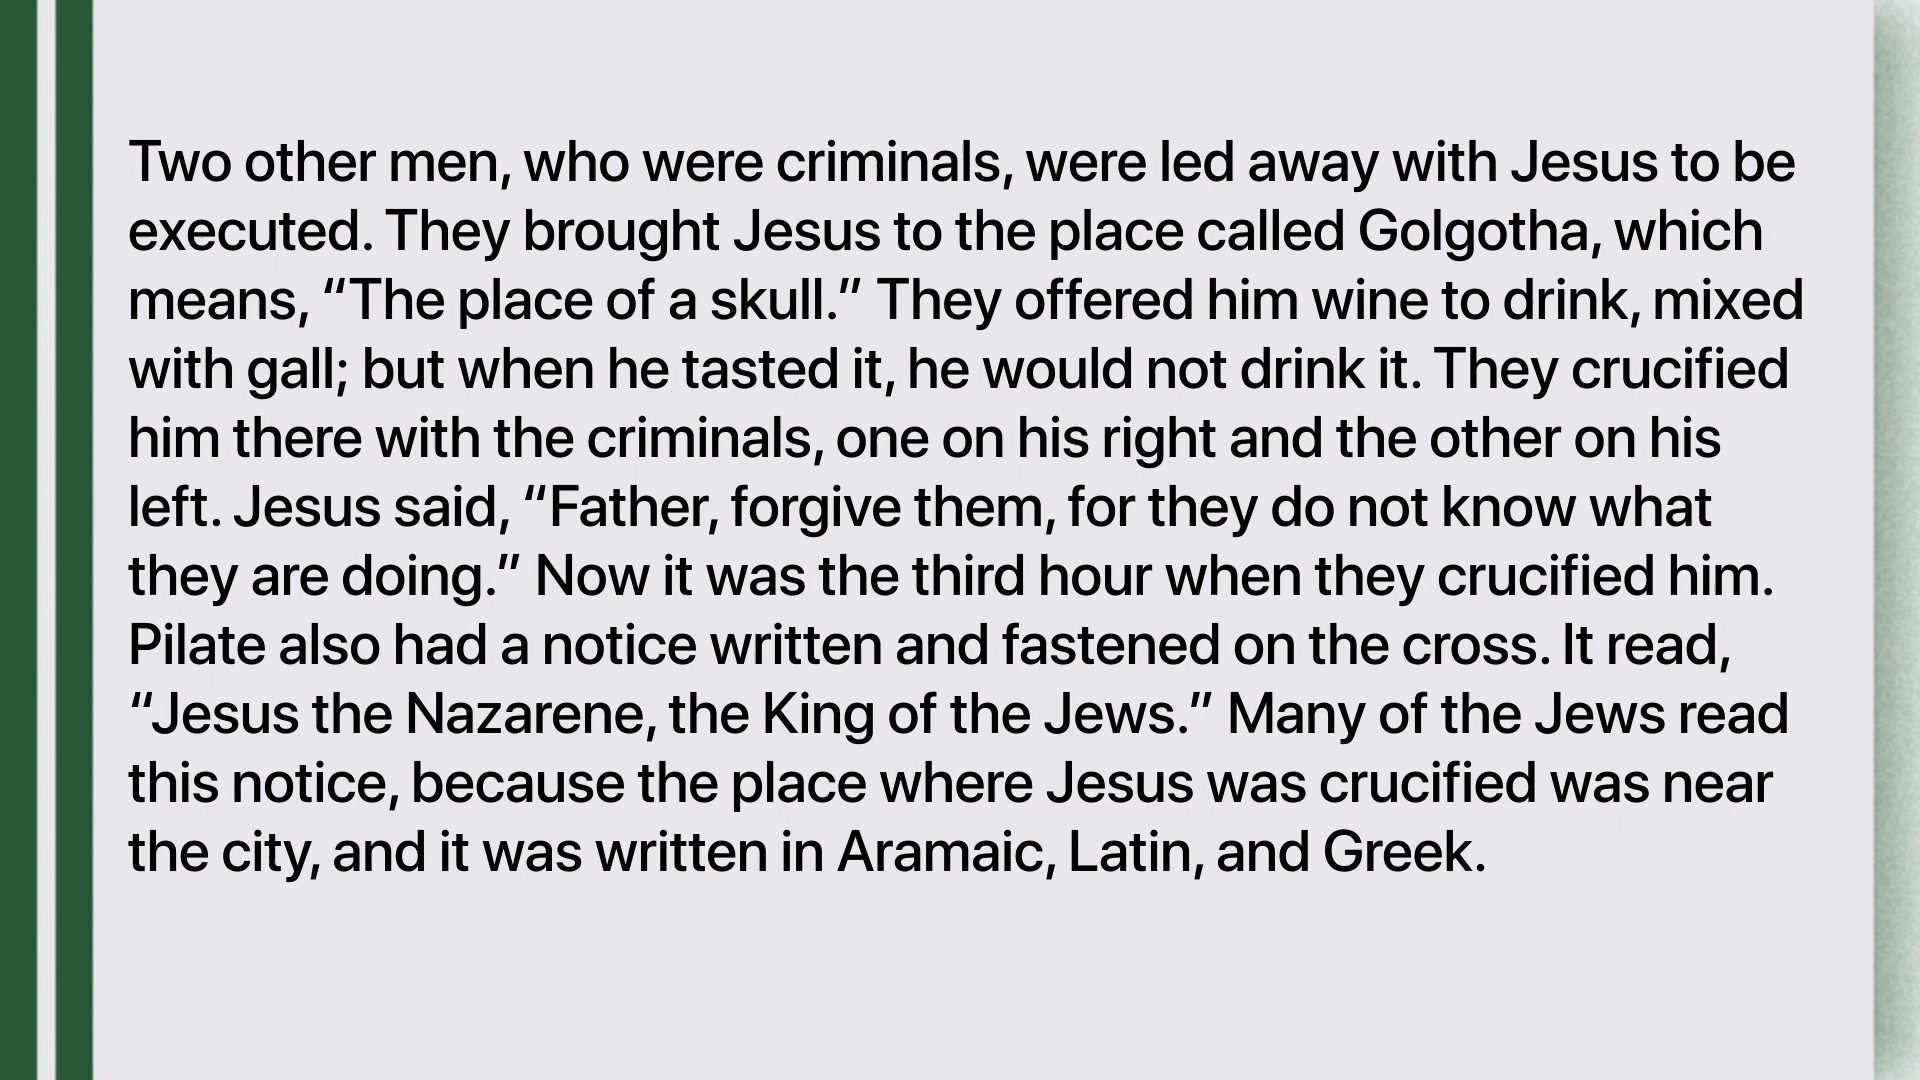 Two other men, who were criminals, were led away with Jesus to be
executed. They brought Jesus to the place called Golgotha, which
means, “The place of a skull.” They offered him wine to drink, mixed
with gall; but when he tasted it, he would not drink it. They crucified
him there with the criminals, one on his right and the other on his
left. Jesus said, “Father, forgive them, for they do not know what
they are doing.” Now it was the third hour when they crucified him.
Pilate also had a notice written and fastened on the cross. It read,
“Jesus the Nazarene, the King of the Jews.” Many of the Jews read
this notice, because the place where Jesus was crucified was near
the city, and it was written in Aramaic, Latin, and Greek.